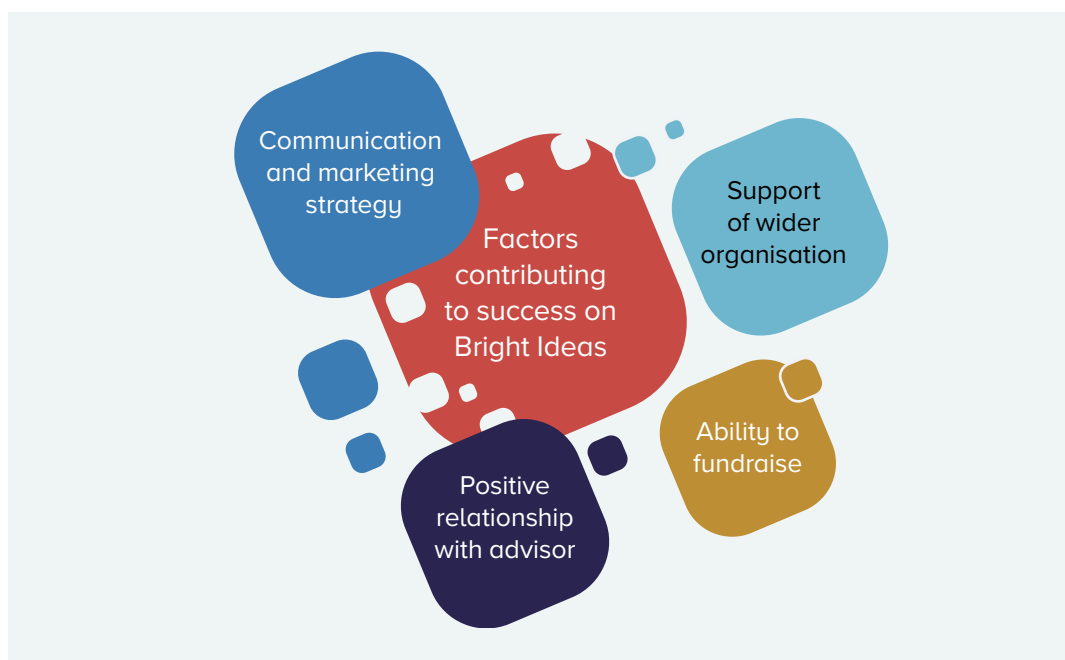 Communication
and marketing
strategy
Factors
contributing
to success on
Bright Ideas
Support
of wider
organisation
Ability to
fundraise
Positive
relationship
with advisor